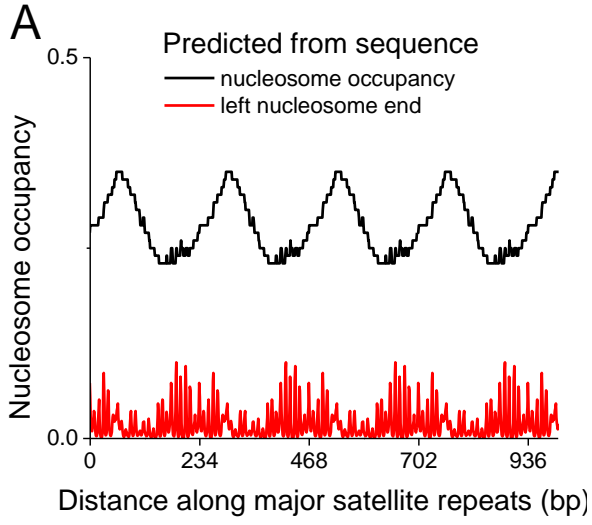 A
Predicted from sequence
nucleosome occupancy
left nucleosome end
Nucleosome occupancy
0.5
0.0
0 234 468 702 936
Distance along major satellite repeats (bp)